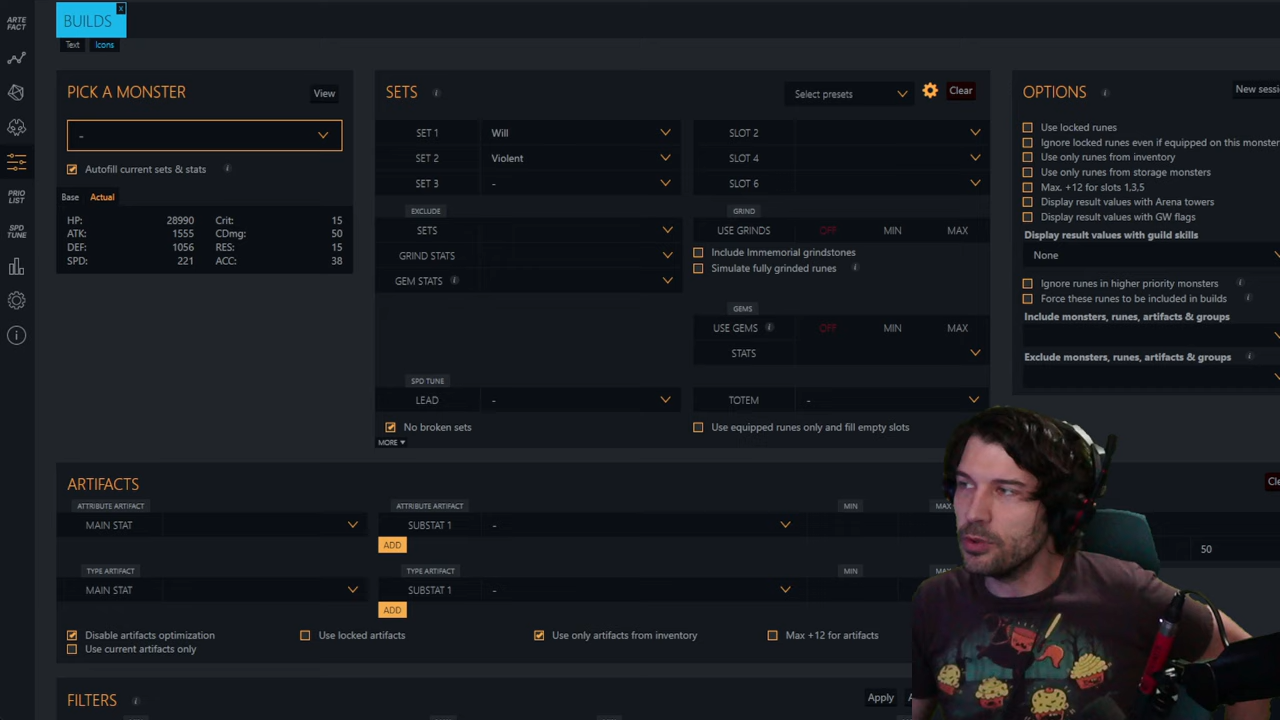 ARTE
FACT
PRIO
LIST
SPD
TUNE
BUILDS x
Text Icons
PICK A MONSTER View
-
Autofill current sets & stats i
Base Actual
HP: 28990 Crit: 15
ATK: 1555 CDmg: 50
DEF: 1056 RES: 15
SPD: 221 ACC: 38
SETS i Select presets Clear
SET 1 Will
SET 2 Violent
SET 3 -
EXCLUDE
SETS
GRIND STATS
GEM STATS i
SPD TUNE
LEAD -
No broken sets
MORE
SLOT 2
SLOT 4
SLOT 6
GRIND
USE GRINDS OFF MIN MAX
Include Immemorial grindstones
Simulate fully grinded runes i
GEMS
USE GEMS i OFF MIN MAX
STATS
TOTEM -
Use equipped runes only and fill empty slots
OPTIONS i New sessi
Use locked runes
Ignore locked runes even if equipped on this monster
Use only runes from inventory
Use only runes from storage monsters
Max. +12 for slots 1,3,5
Display result values with Arena towers
Display result values with GW flags
Display result values with guild skills
None
Ignore runes in higher priority monsters i
Force these runes to be included in builds i
Include monsters, runes, artifacts & groups
Exclude monsters, runes, artifacts & groups i
ARTIFACTS Cle
ATTRIBUTE ARTIFACT ATTRIBUTE ARTIFACT MIN MAX
MAIN STAT SUBSTAT 1 -
ADD 50
TYPE ARTIFACT TYPE ARTIFACT MIN
MAIN STAT SUBSTAT 1 -
ADD
Disable artifacts optimization Use locked artifacts Use only artifacts from inventory Max +12 for artifacts
Use current artifacts only
FILTERS i Apply